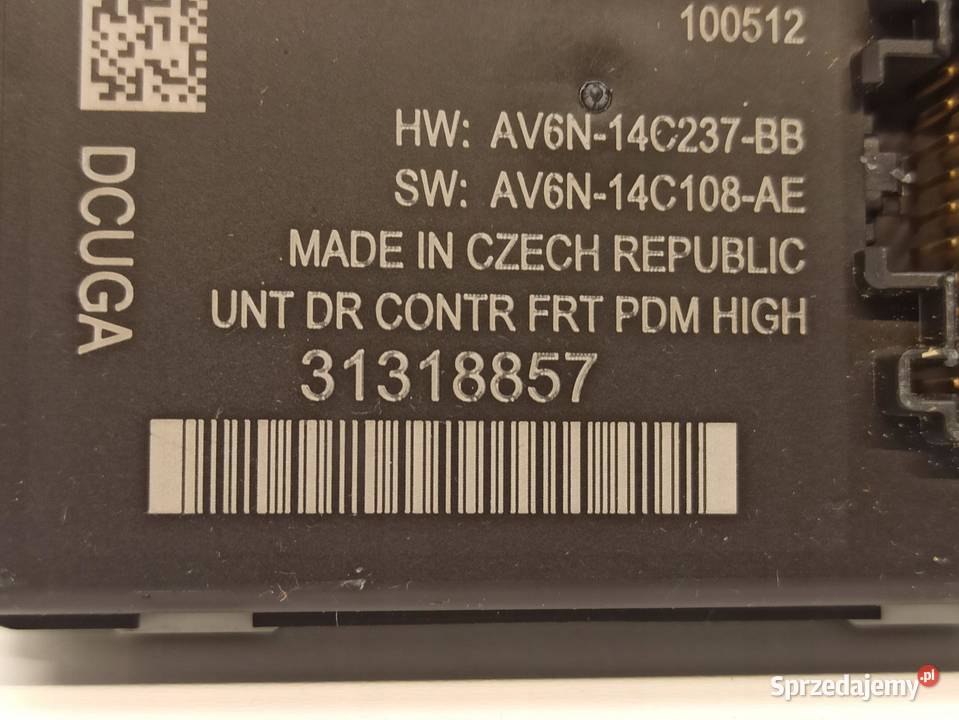 100512
HW: AV6N-14C237-BB
SW: AV6N-14C108-AE
MADE IN CZECH REPUBLIC
UNT DR CONTR FRT PDM HIGH
31318857
DCUGA
Sprzedajemy.pl